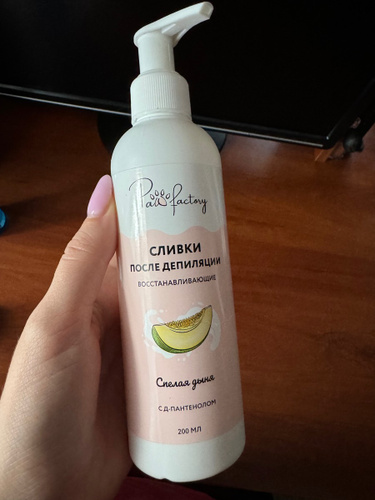 Paw factory
СЛИВКИ
ПОСЛЕ ДЕПИЛЯЦИИ
ВОССТАНАВЛИВАЮЩИЕ
Спелая дыня
С Д-ПАНТЕНОЛОМ
200 МЛ